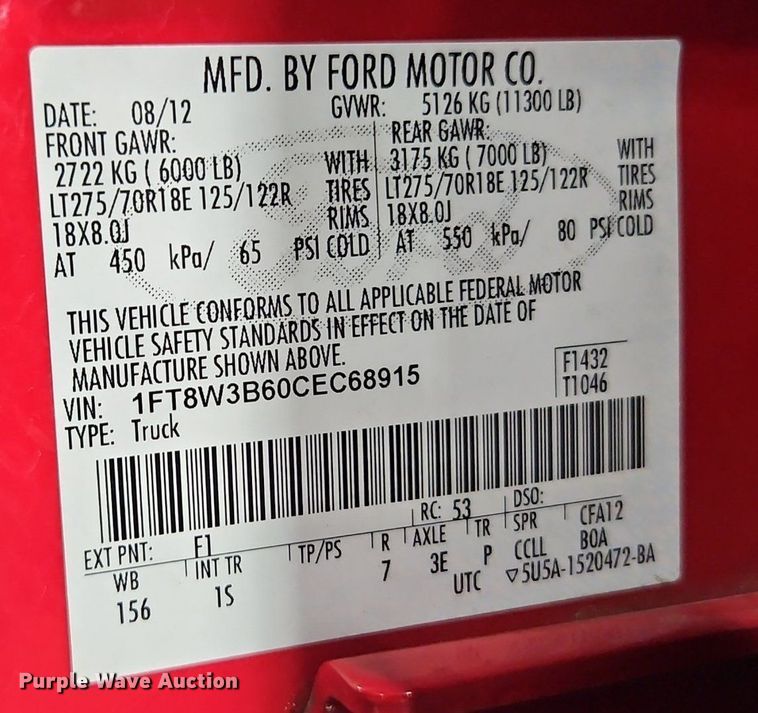 MFD. BY FORD MOTOR CO.
DATE: 08/12 GVWR: 5126 KG (11300 LB)
FRONT GAWR: REAR GAWR:
2722 KG ( 6000 LB) WITH 3175 KG ( 7000 LB) WITH
LT275/70R18E 125/122R TIRES LT275/70R18E 125/122R TIRES
18X8.0J RIMS 18X8.0J RIMS
AT 450 kPa/ 65 PSI COLD AT 550 kPa/ 80 PSI COLD
THIS VEHICLE CONFORMS TO ALL APPLICABLE FEDERAL MOTOR
VEHICLE SAFETY STANDARDS IN EFFECT ON THE DATE OF
MANUFACTURE SHOWN ABOVE.
VIN: 1FT8W3B60CEC68915 F1432
TYPE: Truck T1046
EXT PNT: F1 RC: 53 DSO:
WB INT TR TP/PS R AXLE TR SPR CFA12
156 1S 7 3E P CCLL BOA
UTC ▽5U5A-1520472-BA
Purple Wave Auction